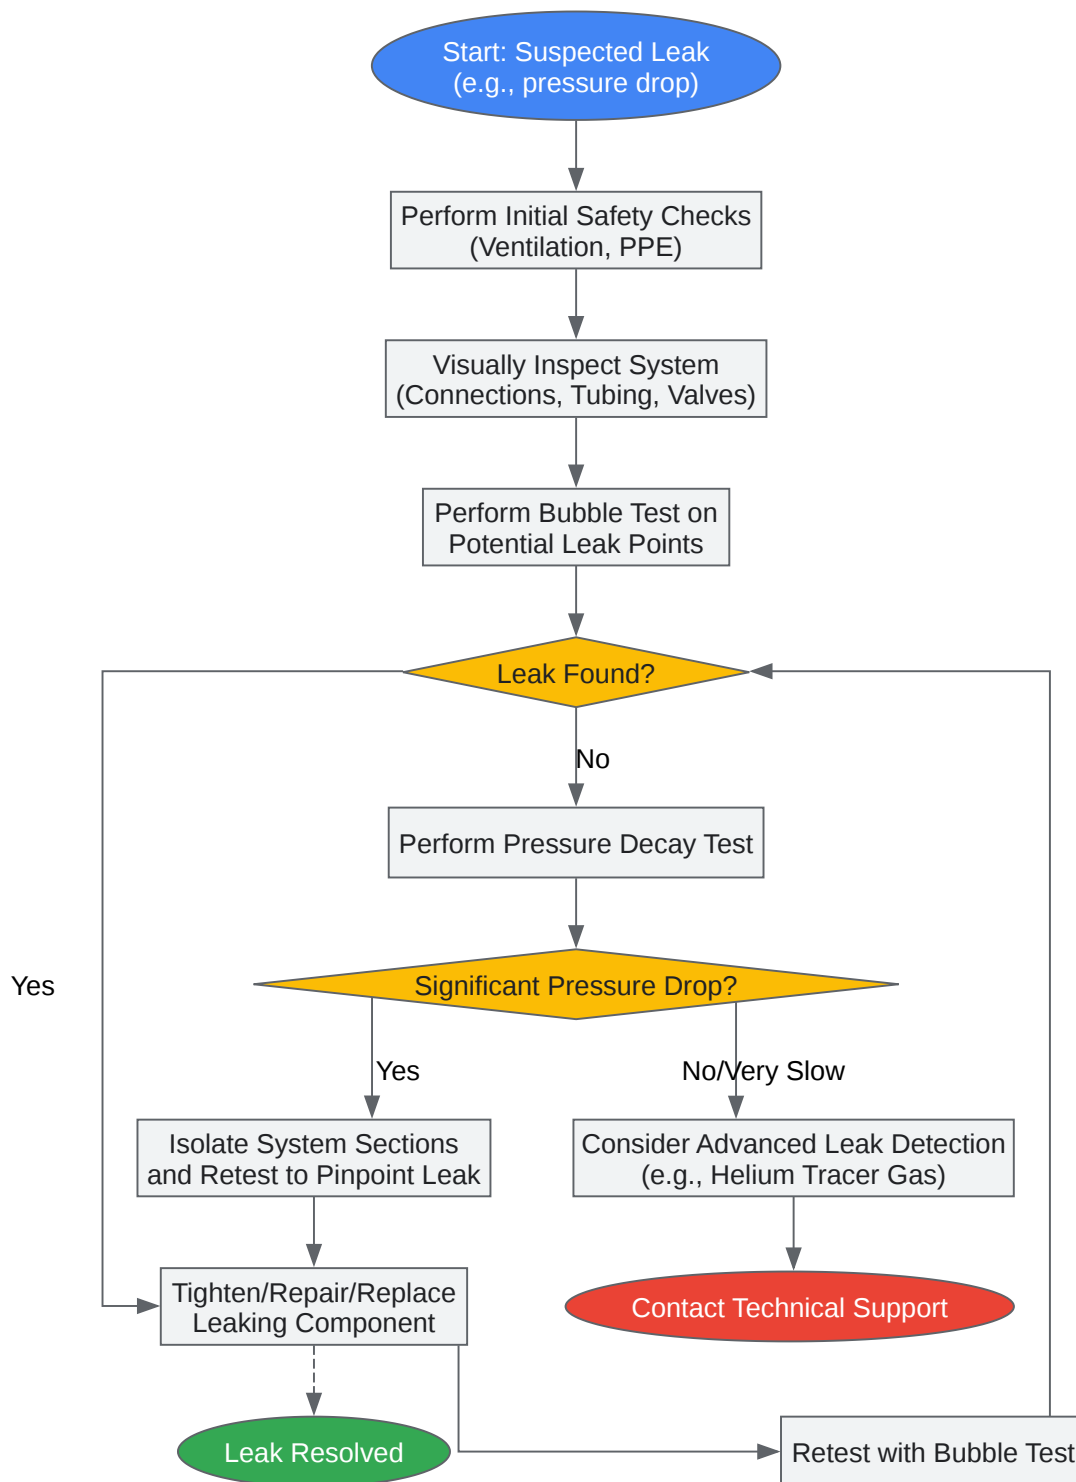 Start: Suspected Leak
(e.g., pressure drop)
Perform Initial Safety Checks
(Ventilation, PPE)
Visually Inspect System
(Connections, Tubing, Valves)
Perform Bubble Test on
Potential Leak Points
Leak Found?
No
Perform Pressure Decay Test
Yes
Significant Pressure Drop?
Yes
No/Very Slow
Isolate System Sections
and Retest to Pinpoint Leak
Consider Advanced Leak Detection
(e.g., Helium Tracer Gas)
Tighten/Repair/Replace
Leaking Component
Contact Technical Support
Leak Resolved
Retest with Bubble Test